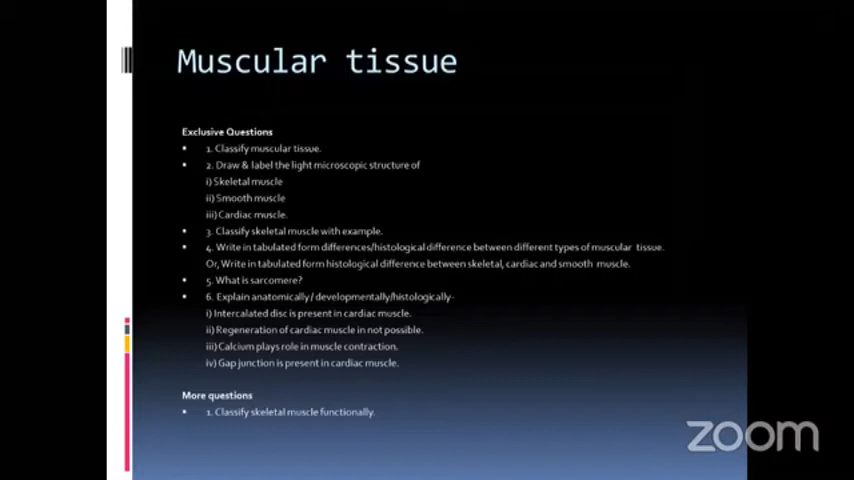 Muscular tissue
Exclusive Questions
▪ 1. Classify muscular tissue.
▪ 2. Draw & label the light microscopic structure of
i) Skeletal muscle
ii) Smooth muscle
iii) Cardiac muscle.
▪ 3. Classify skeletal muscle with example.
▪ 4. Write in tabulated form differences/histological difference between different types of muscular tissue.
Or, Write in tabulated form histological difference between skeletal, cardiac and smooth muscle.
▪ 5. What is sarcomere?
▪ 6. Explain anatomically/ developmentally/histologically-
i) Intercalated disc is present in cardiac muscle.
ii) Regeneration of cardiac muscle in not possible.
iii) Calcium plays role in muscle contraction.
iv) Gap junction is present in cardiac muscle.
More questions
▪ 1. Classify skeletal muscle functionally.
zoom